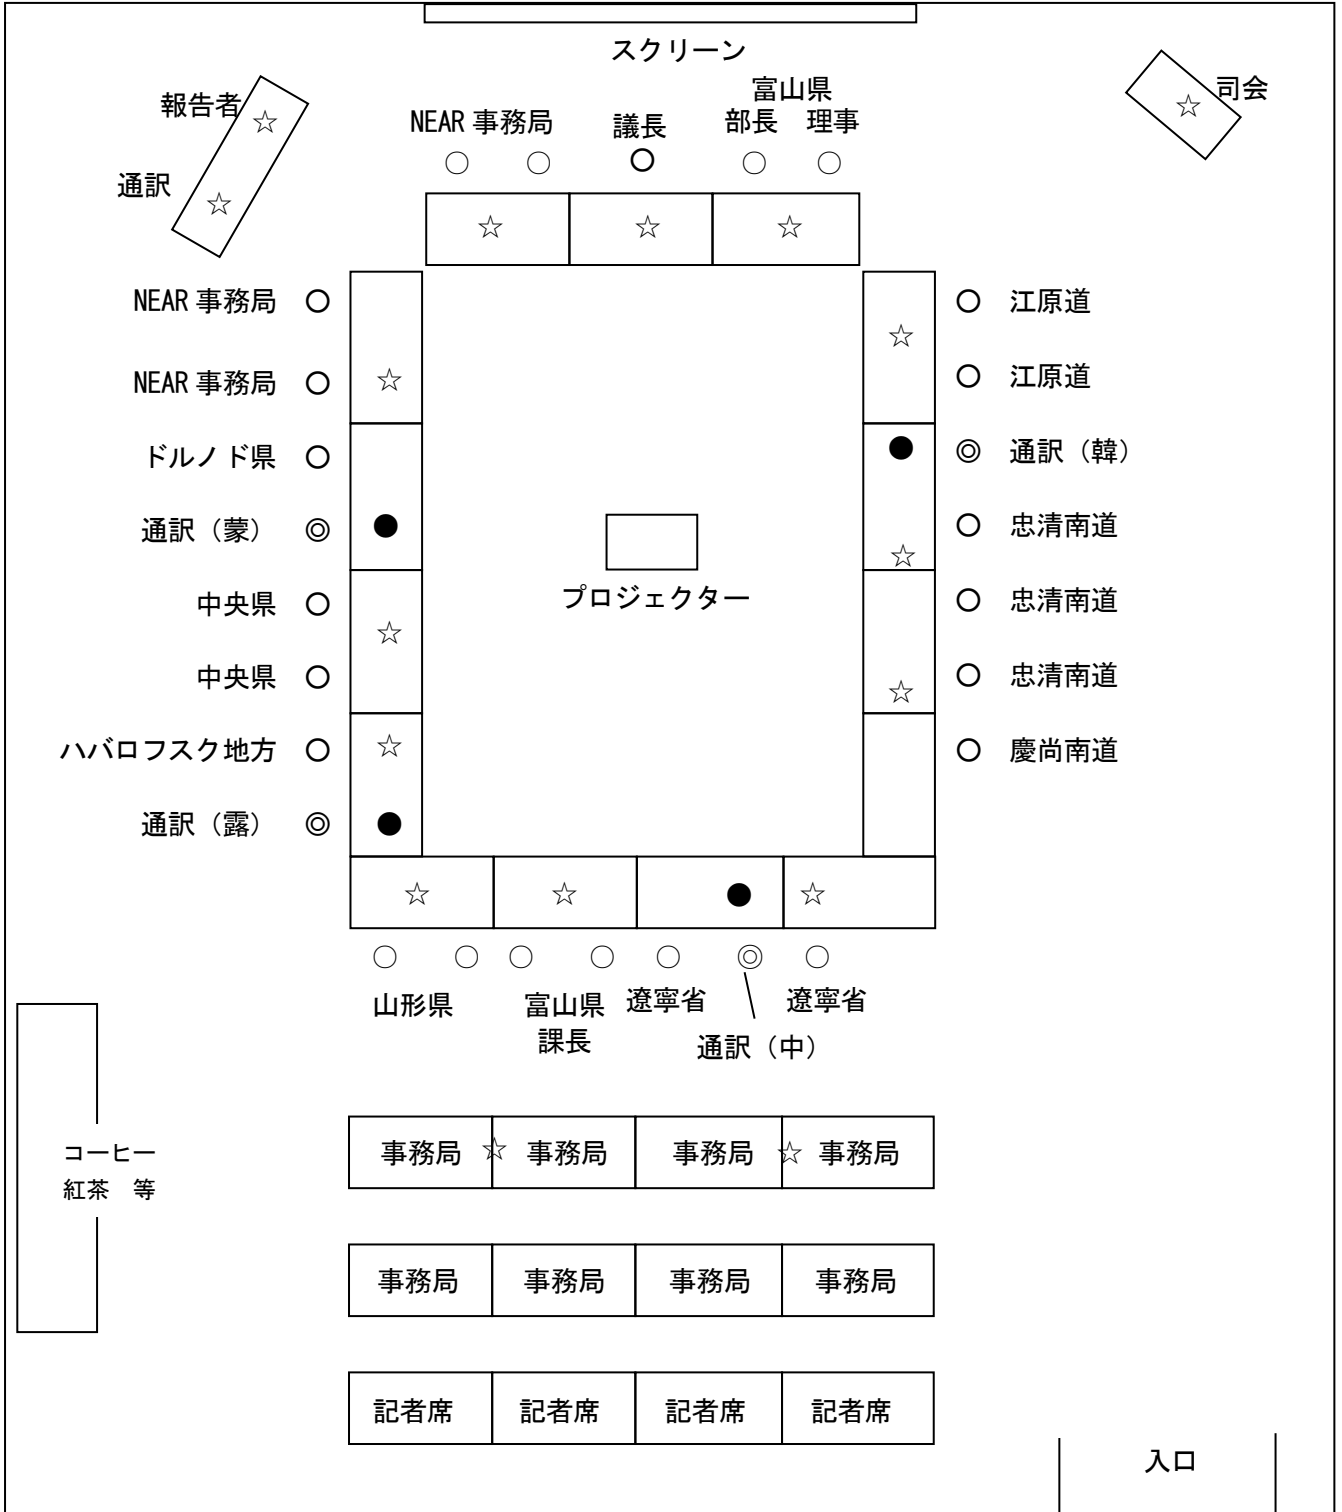 スクリーン
富山県
報告者
司会
NEAR 事務局 議長 部長 理事
通訳
NEAR 事務局 江原道
NEAR 事務局 江原道
ドルノド県 通訳（韓）
通訳（蒙） 忠清南道
中央県 忠清南道
プロジェクター
中央県 忠清南道
ハバロフスク地方 慶尚南道
通訳（露）
山形県 富山県 遼寧省 遼寧省
課長 通訳（中）
事務局 事務局 事務局 事務局
コーヒー
紅茶　等
事務局 事務局 事務局 事務局
記者席 記者席 記者席 記者席
入口